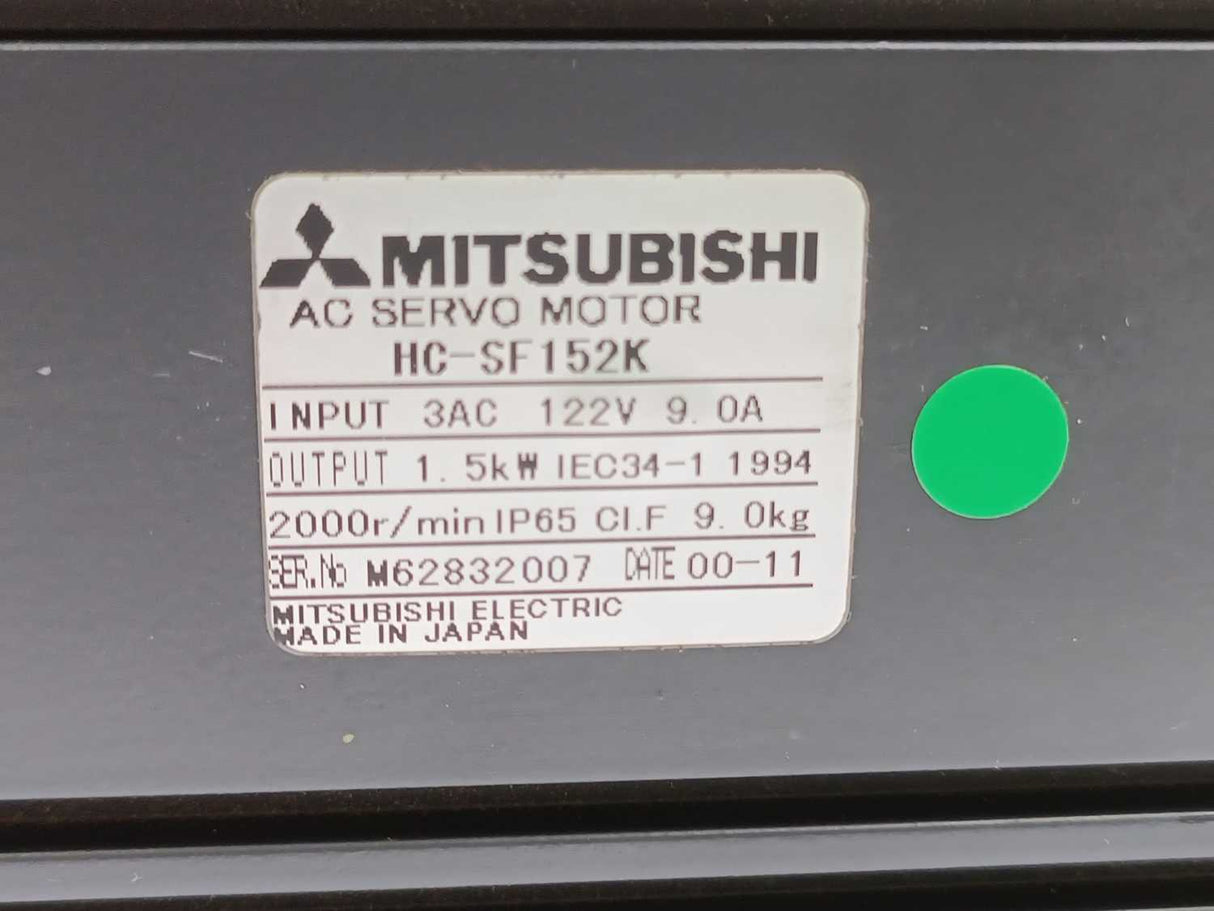 MITSUBISHI
AC SERVO MOTOR
HC-SF152K
INPUT 3AC 122V 9.0A
OUTPUT 1.5kW IEC34-1 1994
2000r/min IP65 Cl.F 9.0kg
SER.No M62832007 DATE 00-11
MITSUBISHI ELECTRIC
MADE IN JAPAN